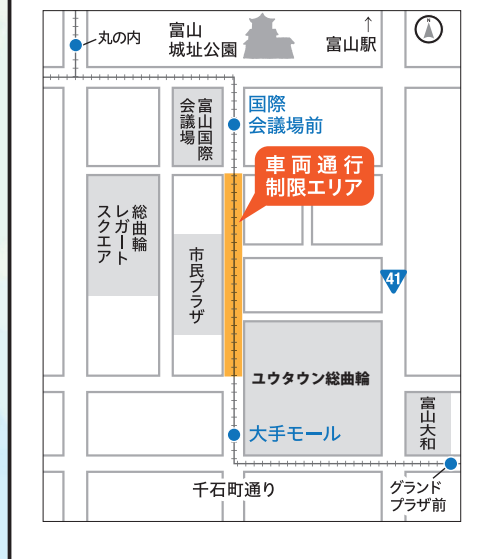 丸の内
富山
城址公園
↑
富山駅
N
富山国際
会議場
国際
会議場前
車両通行
制限エリア
総曲輪
レガート
スクエア
市民プラザ
41
ユウタウン総曲輪
大手モール
富山大和
千石町通り
グランド
プラザ前